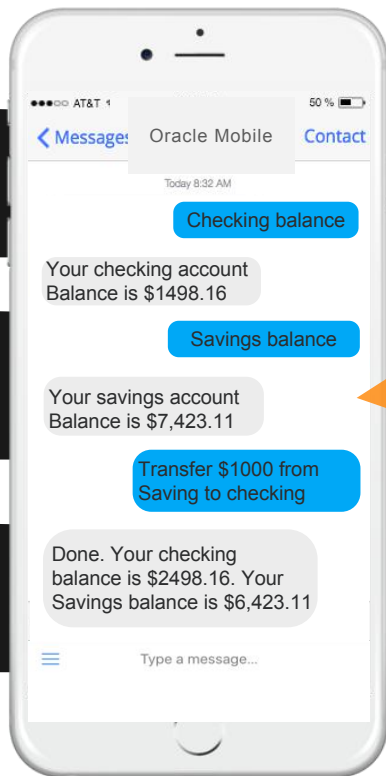 AT&T
50 %
Messages
Oracle Mobile
Contact
Today 8:32 AM
Checking balance
Your checking account
Balance is $1498.16
Savings balance
Your savings account
Balance is $7,423.11
Transfer $1000 from
Saving to checking
Done. Your checking
balance is $2498.16. Your
Savings balance is $6,423.11
Type a message...